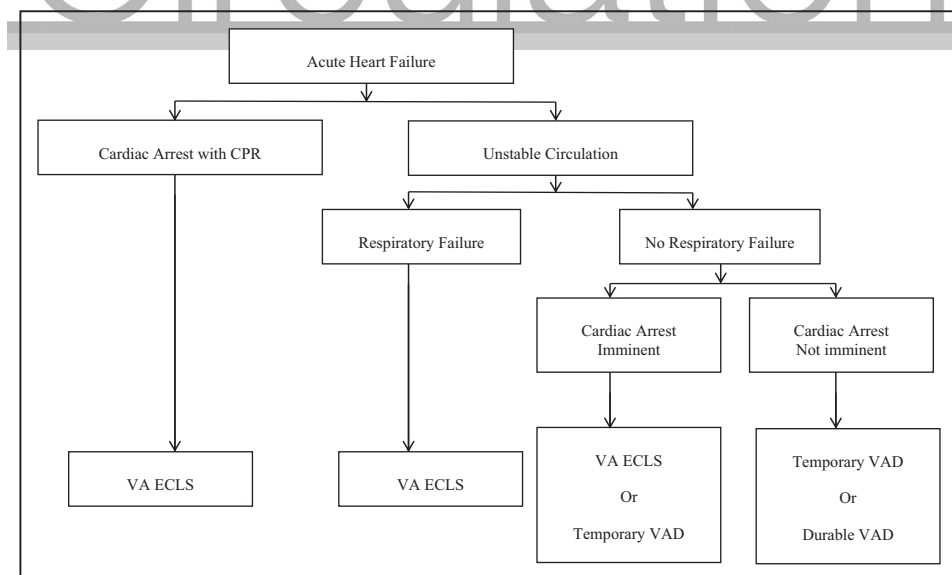 Circulation
Acute Heart Failure
Cardiac Arrest with CPR
Unstable Circulation
Respiratory Failure
No Respiratory Failure
Cardiac Arrest
Imminent
Cardiac Arrest
Not imminent
VA ECLS
VA ECLS
VA ECLS
Or
Temporary VAD
Temporary VAD
Or
Durable VAD